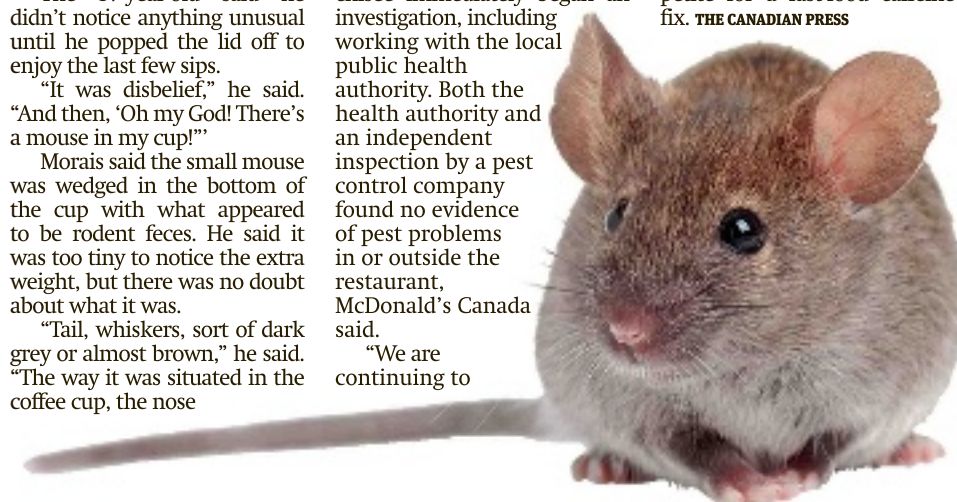 didn't notice anything unusual
until he popped the lid off to
enjoy the last few sips.
“It was disbelief,” he said.
“And then, ‘Oh my God! There's
a mouse in my cup!”’
Morais said the small mouse
was wedged in the bottom of
the cup with what appeared
to be rodent feces. He said it
was too tiny to notice the extra
weight, but there was no doubt
about what it was.
“Tail, whiskers, sort of dark
grey or almost brown,” he said.
“The way it was situated in the
coffee cup, the nose
investigation, including
working with the local
public health
authority. Both the
health authority and
an independent
inspection by a pest
control company
found no evidence
of pest problems
in or outside the
restaurant,
McDonald's Canada
said.
“We are
continuing to
fix. THE CANADIAN PRESS